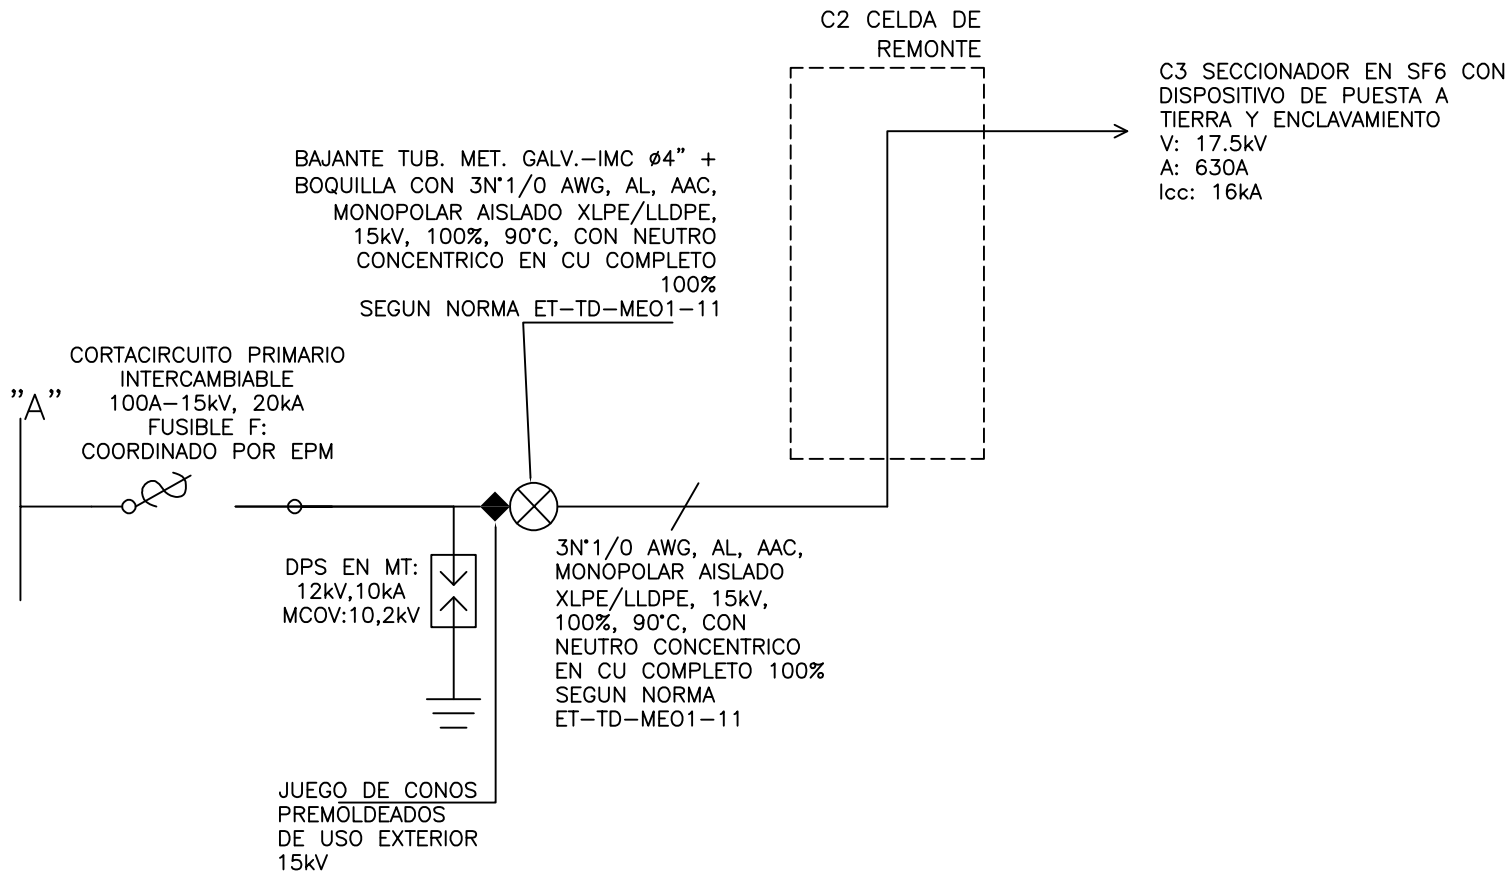 C2 CELDA DE
REMONTE
C3 SECCIONADOR EN SF6 CON
DISPOSITIVO DE PUESTA A
TIERRA Y ENCLAVAMIENTO
V: 17.5kV
A: 630A
Icc: 16kA
BAJANTE TUB. MET. GALV.-IMC ø4" +
BOQUILLA CON 3N°1/0 AWG, AL, AAC,
MONOPOLAR AISLADO XLPE/LLDPE,
15kV, 100%, 90°C, CON NEUTRO
CONCENTRICO EN CU COMPLETO
100%
SEGUN NORMA ET-TD-ME01-11
CORTACIRCUITO PRIMARIO
INTERCAMBIABLE
100A-15kV, 20kA
FUSIBLE F:
COORDINADO POR EPM
"A"
DPS EN MT:
12kV,10kA
MCOV:10,2kV
3N°1/0 AWG, AL, AAC,
MONOPOLAR AISLADO
XLPE/LLDPE, 15kV,
100%, 90°C, CON
NEUTRO CONCENTRICO
EN CU COMPLETO 100%
SEGUN NORMA
ET-TD-ME01-11
JUEGO DE CONOS
PREMOLDEADOS
DE USO EXTERIOR
15kV